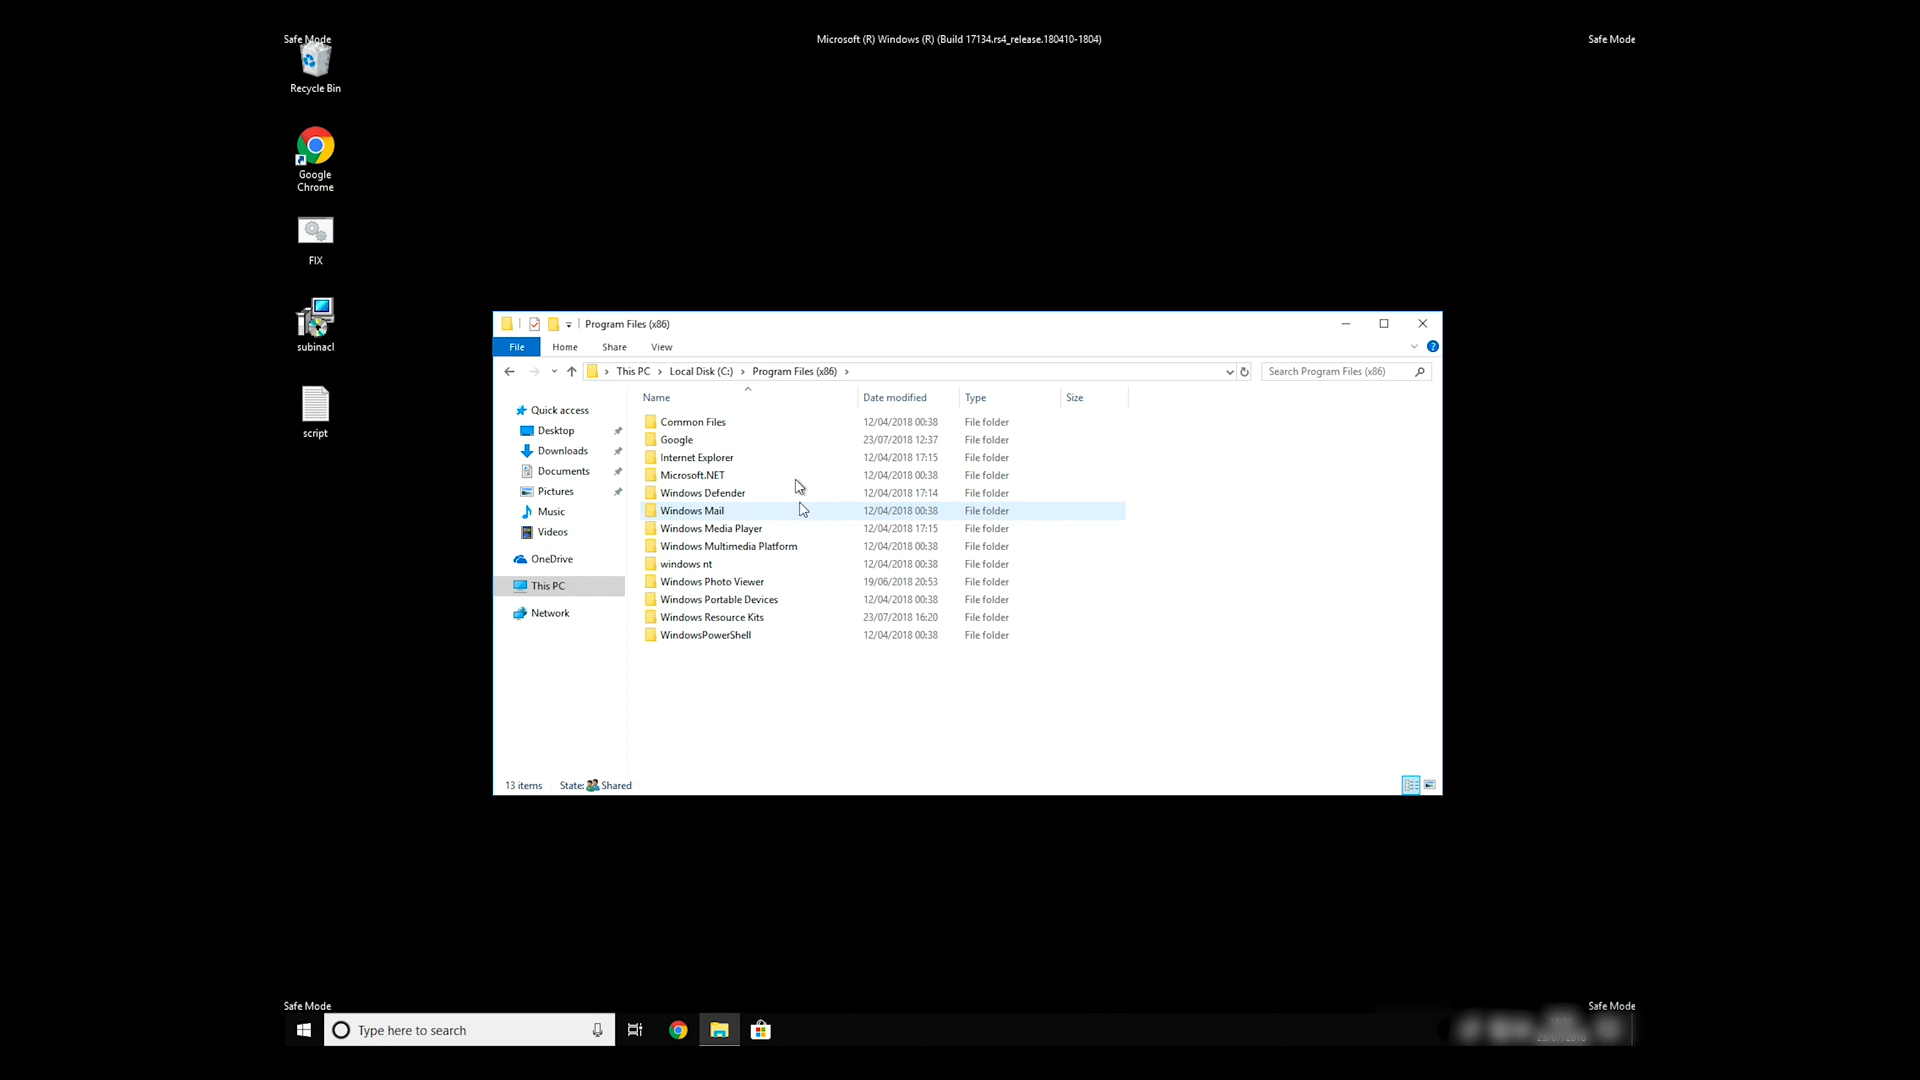 Safe Mode
Microsoft (R) Windows (R) (Build 17134.rs4_release.180410-1804)
Safe Mode
Recycle Bin
Google
Chrome
FIX
subinacl
script
Program Files (x86)
File
Home
Share
View
This PC
Local Disk (C:)
Program Files (x86)
Search Program Files (x86)
Quick access
Desktop
Downloads
Documents
Pictures
Music
Videos
OneDrive
This PC
Network
Name Date modified Type Size
Common Files 12/04/2018 00:38 File folder
Google 23/07/2018 12:37 File folder
Internet Explorer 12/04/2018 17:15 File folder
Microsoft.NET 12/04/2018 00:38 File folder
Windows Defender 12/04/2018 17:14 File folder
Windows Mail 12/04/2018 00:38 File folder
Windows Media Player 12/04/2018 17:15 File folder
Windows Multimedia Platform 12/04/2018 00:38 File folder
windows nt 12/04/2018 00:38 File folder
Windows Photo Viewer 19/06/2018 20:53 File folder
Windows Portable Devices 12/04/2018 00:38 File folder
Windows Resource Kits 23/07/2018 16:20 File folder
WindowsPowerShell 12/04/2018 00:38 File folder
13 items State: Shared
Safe Mode
Safe Mode
Type here to search